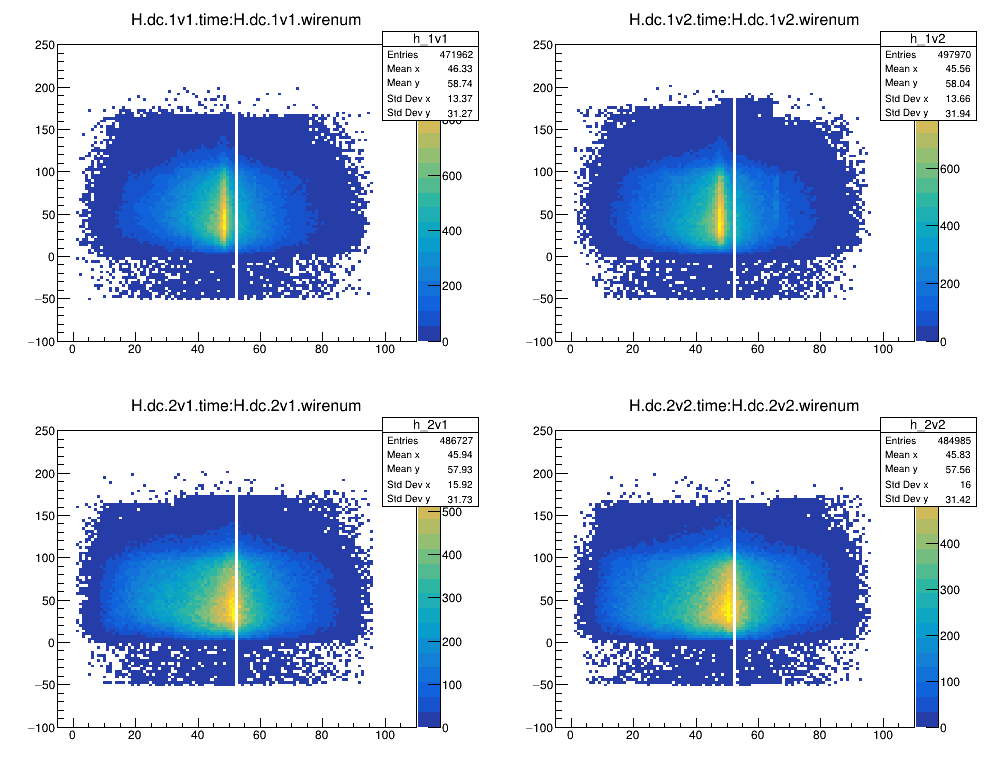 H.dc.1v1.time:H.dc.1v1.wirenum
h_1v1
Entries 471962
Mean x 46.33
Mean y 58.74
Std Dev x 13.37
Std Dev y 31.27
250
200
150
100
50
0
−50
−100
0 20 40 60 80 100
600
400
200
0
H.dc.1v2.time:H.dc.1v2.wirenum
h_1v2
Entries 497970
Mean x 45.56
Mean y 58.04
Std Dev x 13.66
Std Dev y 31.94
250
200
150
100
50
0
−50
−100
0 20 40 60 80 100
600
400
200
0
H.dc.2v1.time:H.dc.2v1.wirenum
h_2v1
Entries 486727
Mean x 45.94
Mean y 57.93
Std Dev x 15.92
Std Dev y 31.73
250
200
150
100
50
0
−50
−100
0 20 40 60 80 100
500
400
300
200
100
0
H.dc.2v2.time:H.dc.2v2.wirenum
h_2v2
Entries 484985
Mean x 45.83
Mean y 57.56
Std Dev x 16
Std Dev y 31.42
250
200
150
100
50
0
−50
−100
0 20 40 60 80 100
400
300
200
100
0